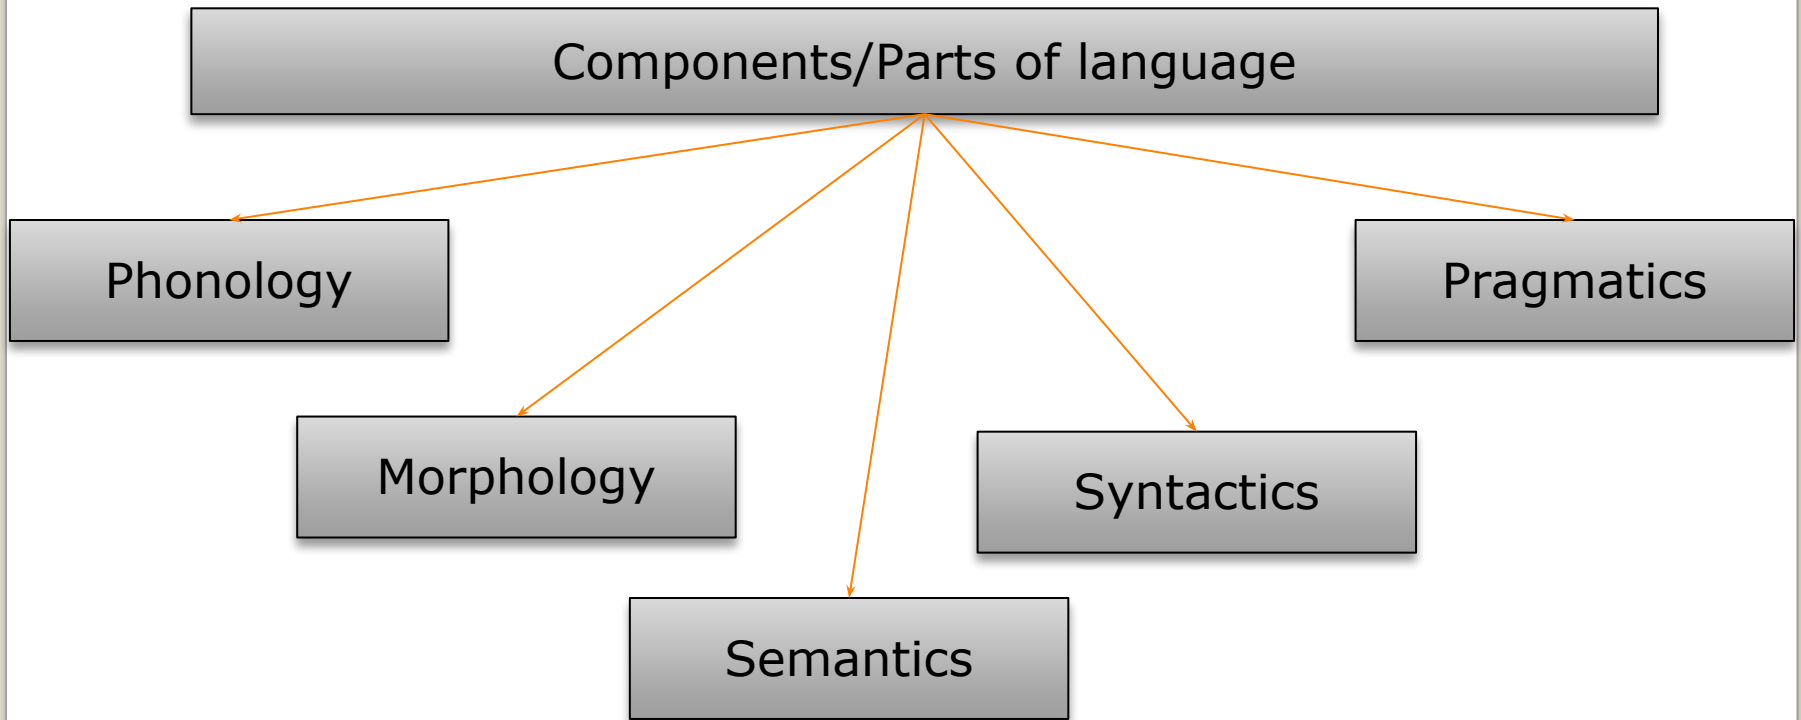 Components/Parts of language
Phonology
Pragmatics
Morphology
Syntactics
Semantics